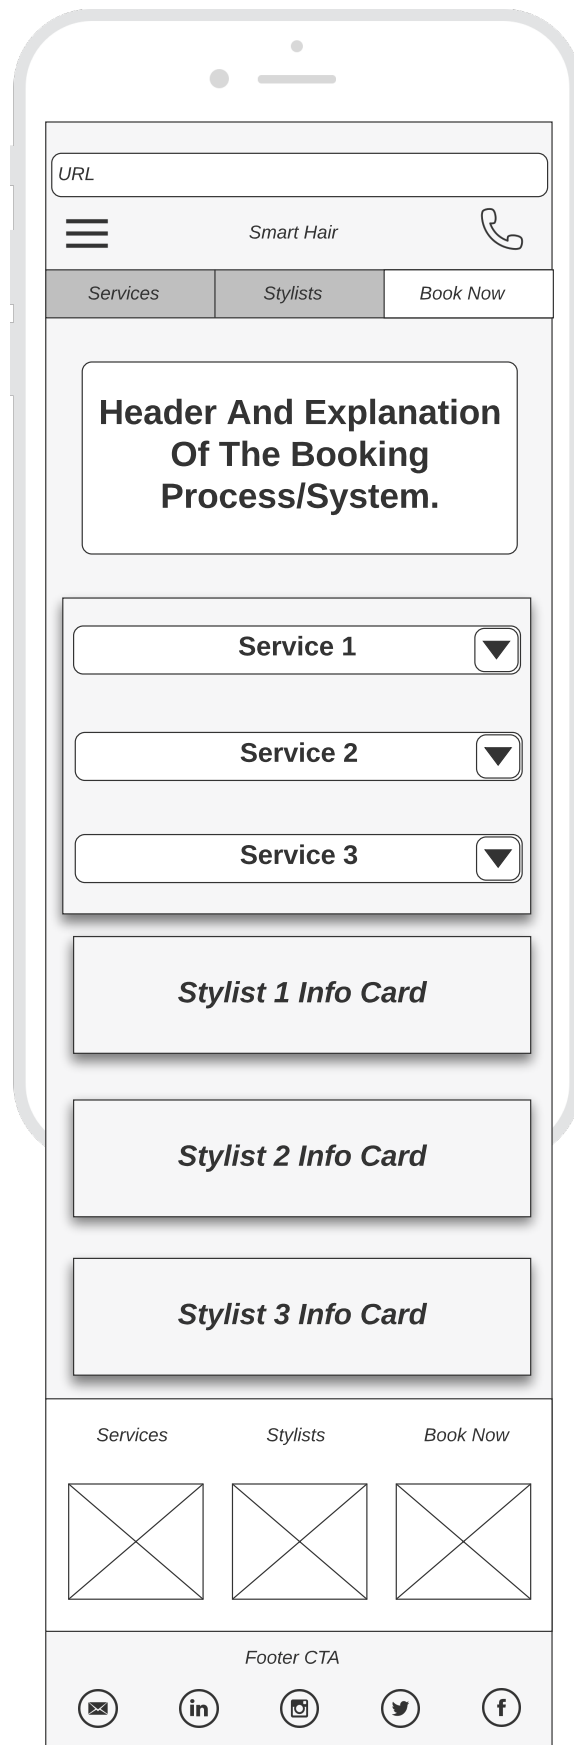 URL
Smart Hair
Services Stylists Book Now
Header And Explanation
Of The Booking
Process/System.
Service 1
Service 2
Service 3
Stylist 1 Info Card
Stylist 2 Info Card
Stylist 3 Info Card
Services Stylists Book Now
Footer CTA
in f